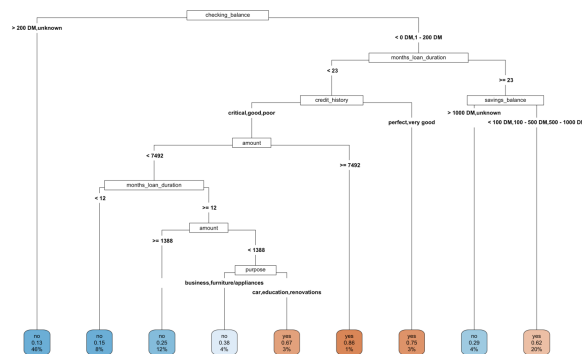 checking_balance
> 200 DM,unknown
< 0 DM,1 - 200 DM
months_loan_duration
< 23
>= 23
credit_history
savings_balance
critical,good,poor
perfect,very good
> 1000 DM,unknown
< 100 DM,100 - 500 DM,500 - 1000 DM
amount
< 7492
>= 7492
months_loan_duration
< 12
>= 12
amount
>= 1388
< 1388
purpose
business,furniture/appliances
car,education,renovations
no
0.13
46%
no
0.15
8%
no
0.25
12%
no
0.38
4%
yes
0.67
3%
yes
0.86
1%
yes
0.75
3%
no
0.29
4%
yes
0.62
20%